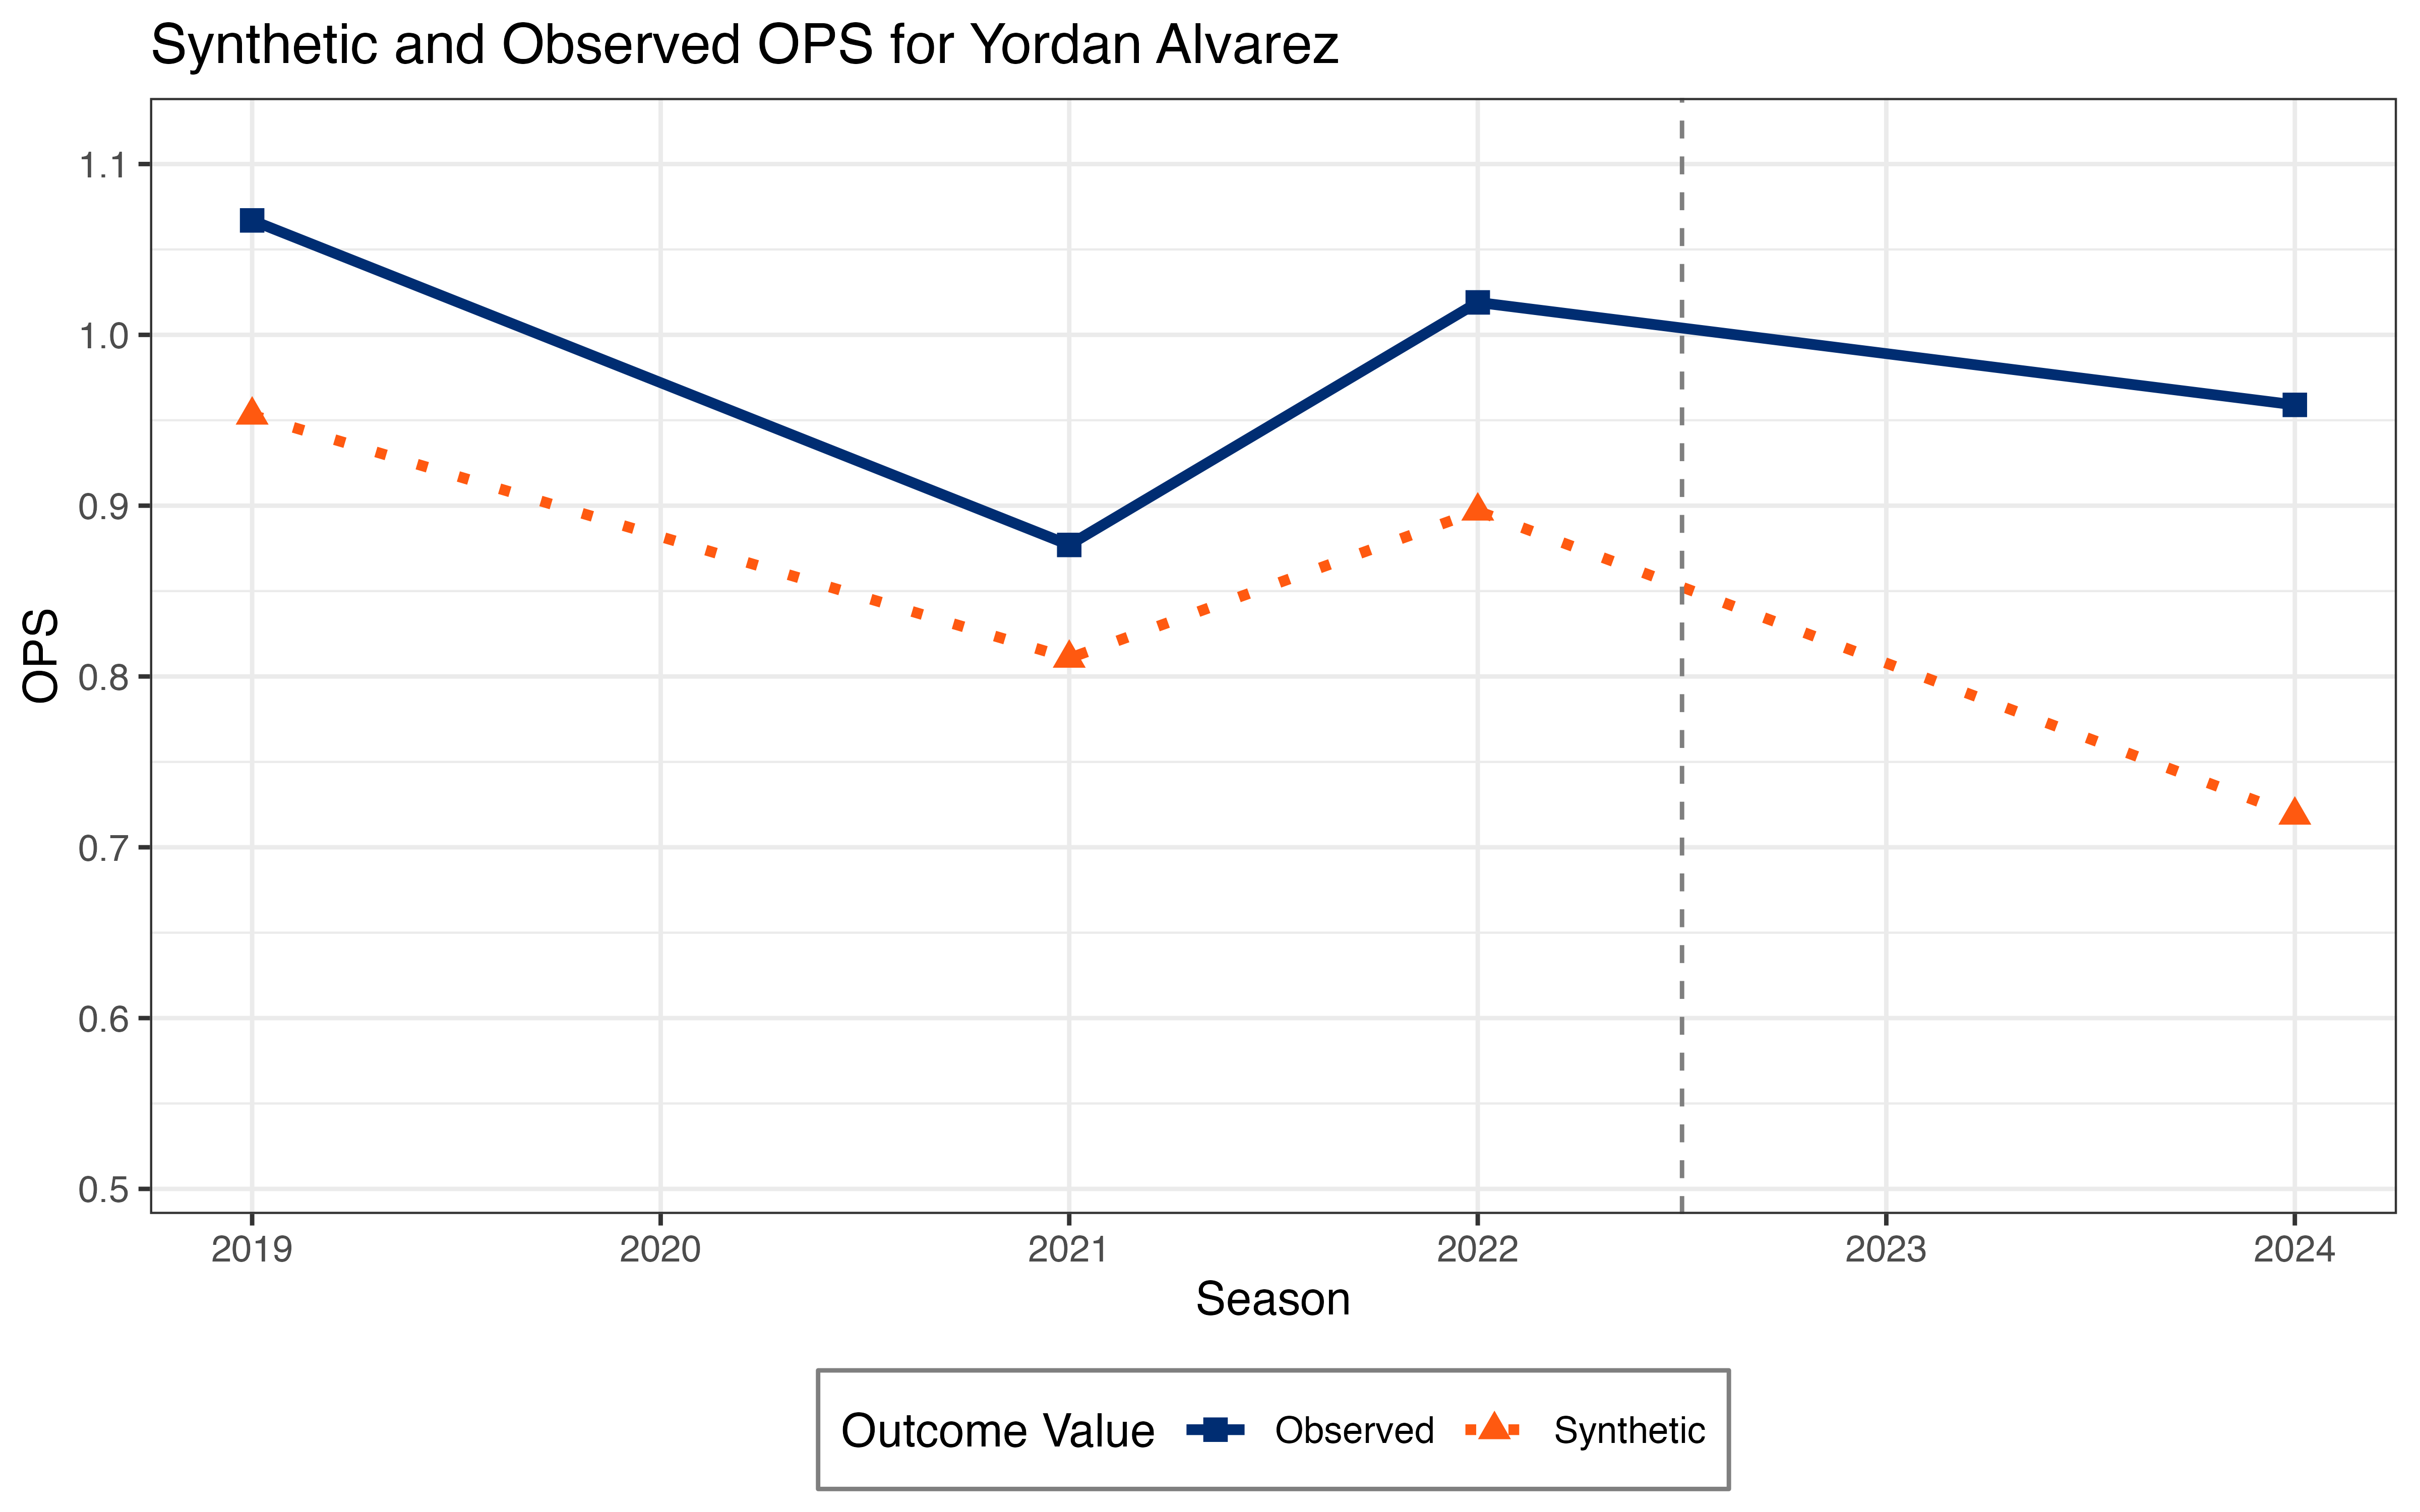 Synthetic and Observed OPS for Yordan Alvarez
OPS
1.1
1.0
0.9
0.8
0.7
0.6
0.5
2019 2020 2021 2022 2023 2024
Season
Outcome Value Observed Synthetic